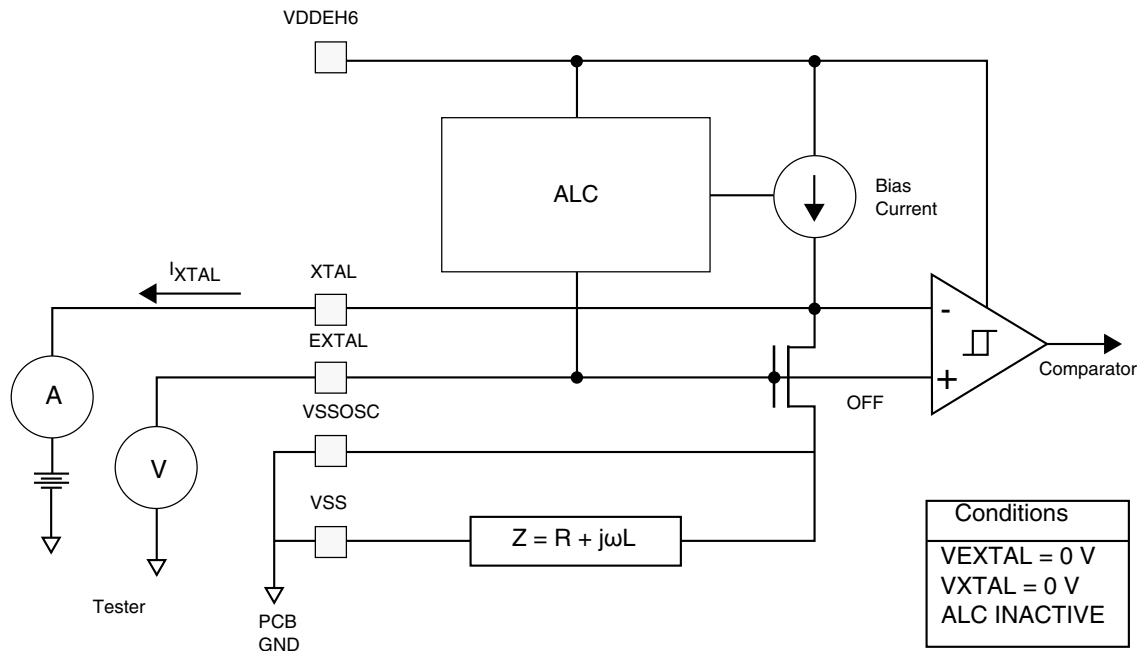 VDDEH6
ALC
Bias
Current
IXTAL
XTAL
EXTAL
A
V
VSSOSC
OFF
-
+
Comparator
VSS
Z = R + jωL
Tester
PCB
GND
Conditions
VEXTAL = 0 V
VXTAL = 0 V
ALC INACTIVE